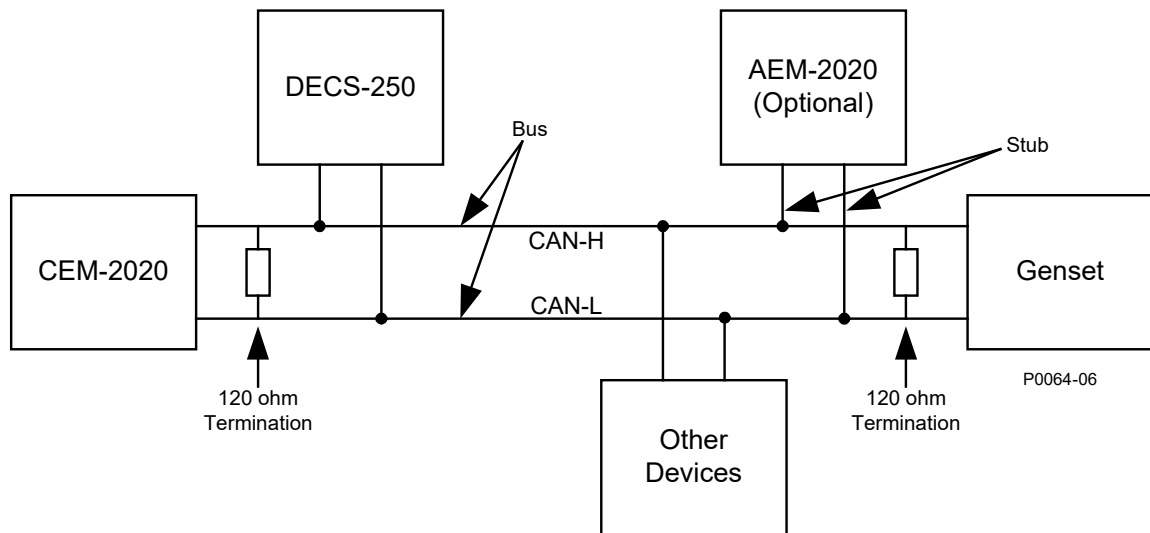 DECS-250
AEM-2020
(Optional)
Bus
Stub
CEM-2020
CAN-H
CAN-L
Genset
120 ohm
Termination
Other
Devices
120 ohm
Termination
P0064-06